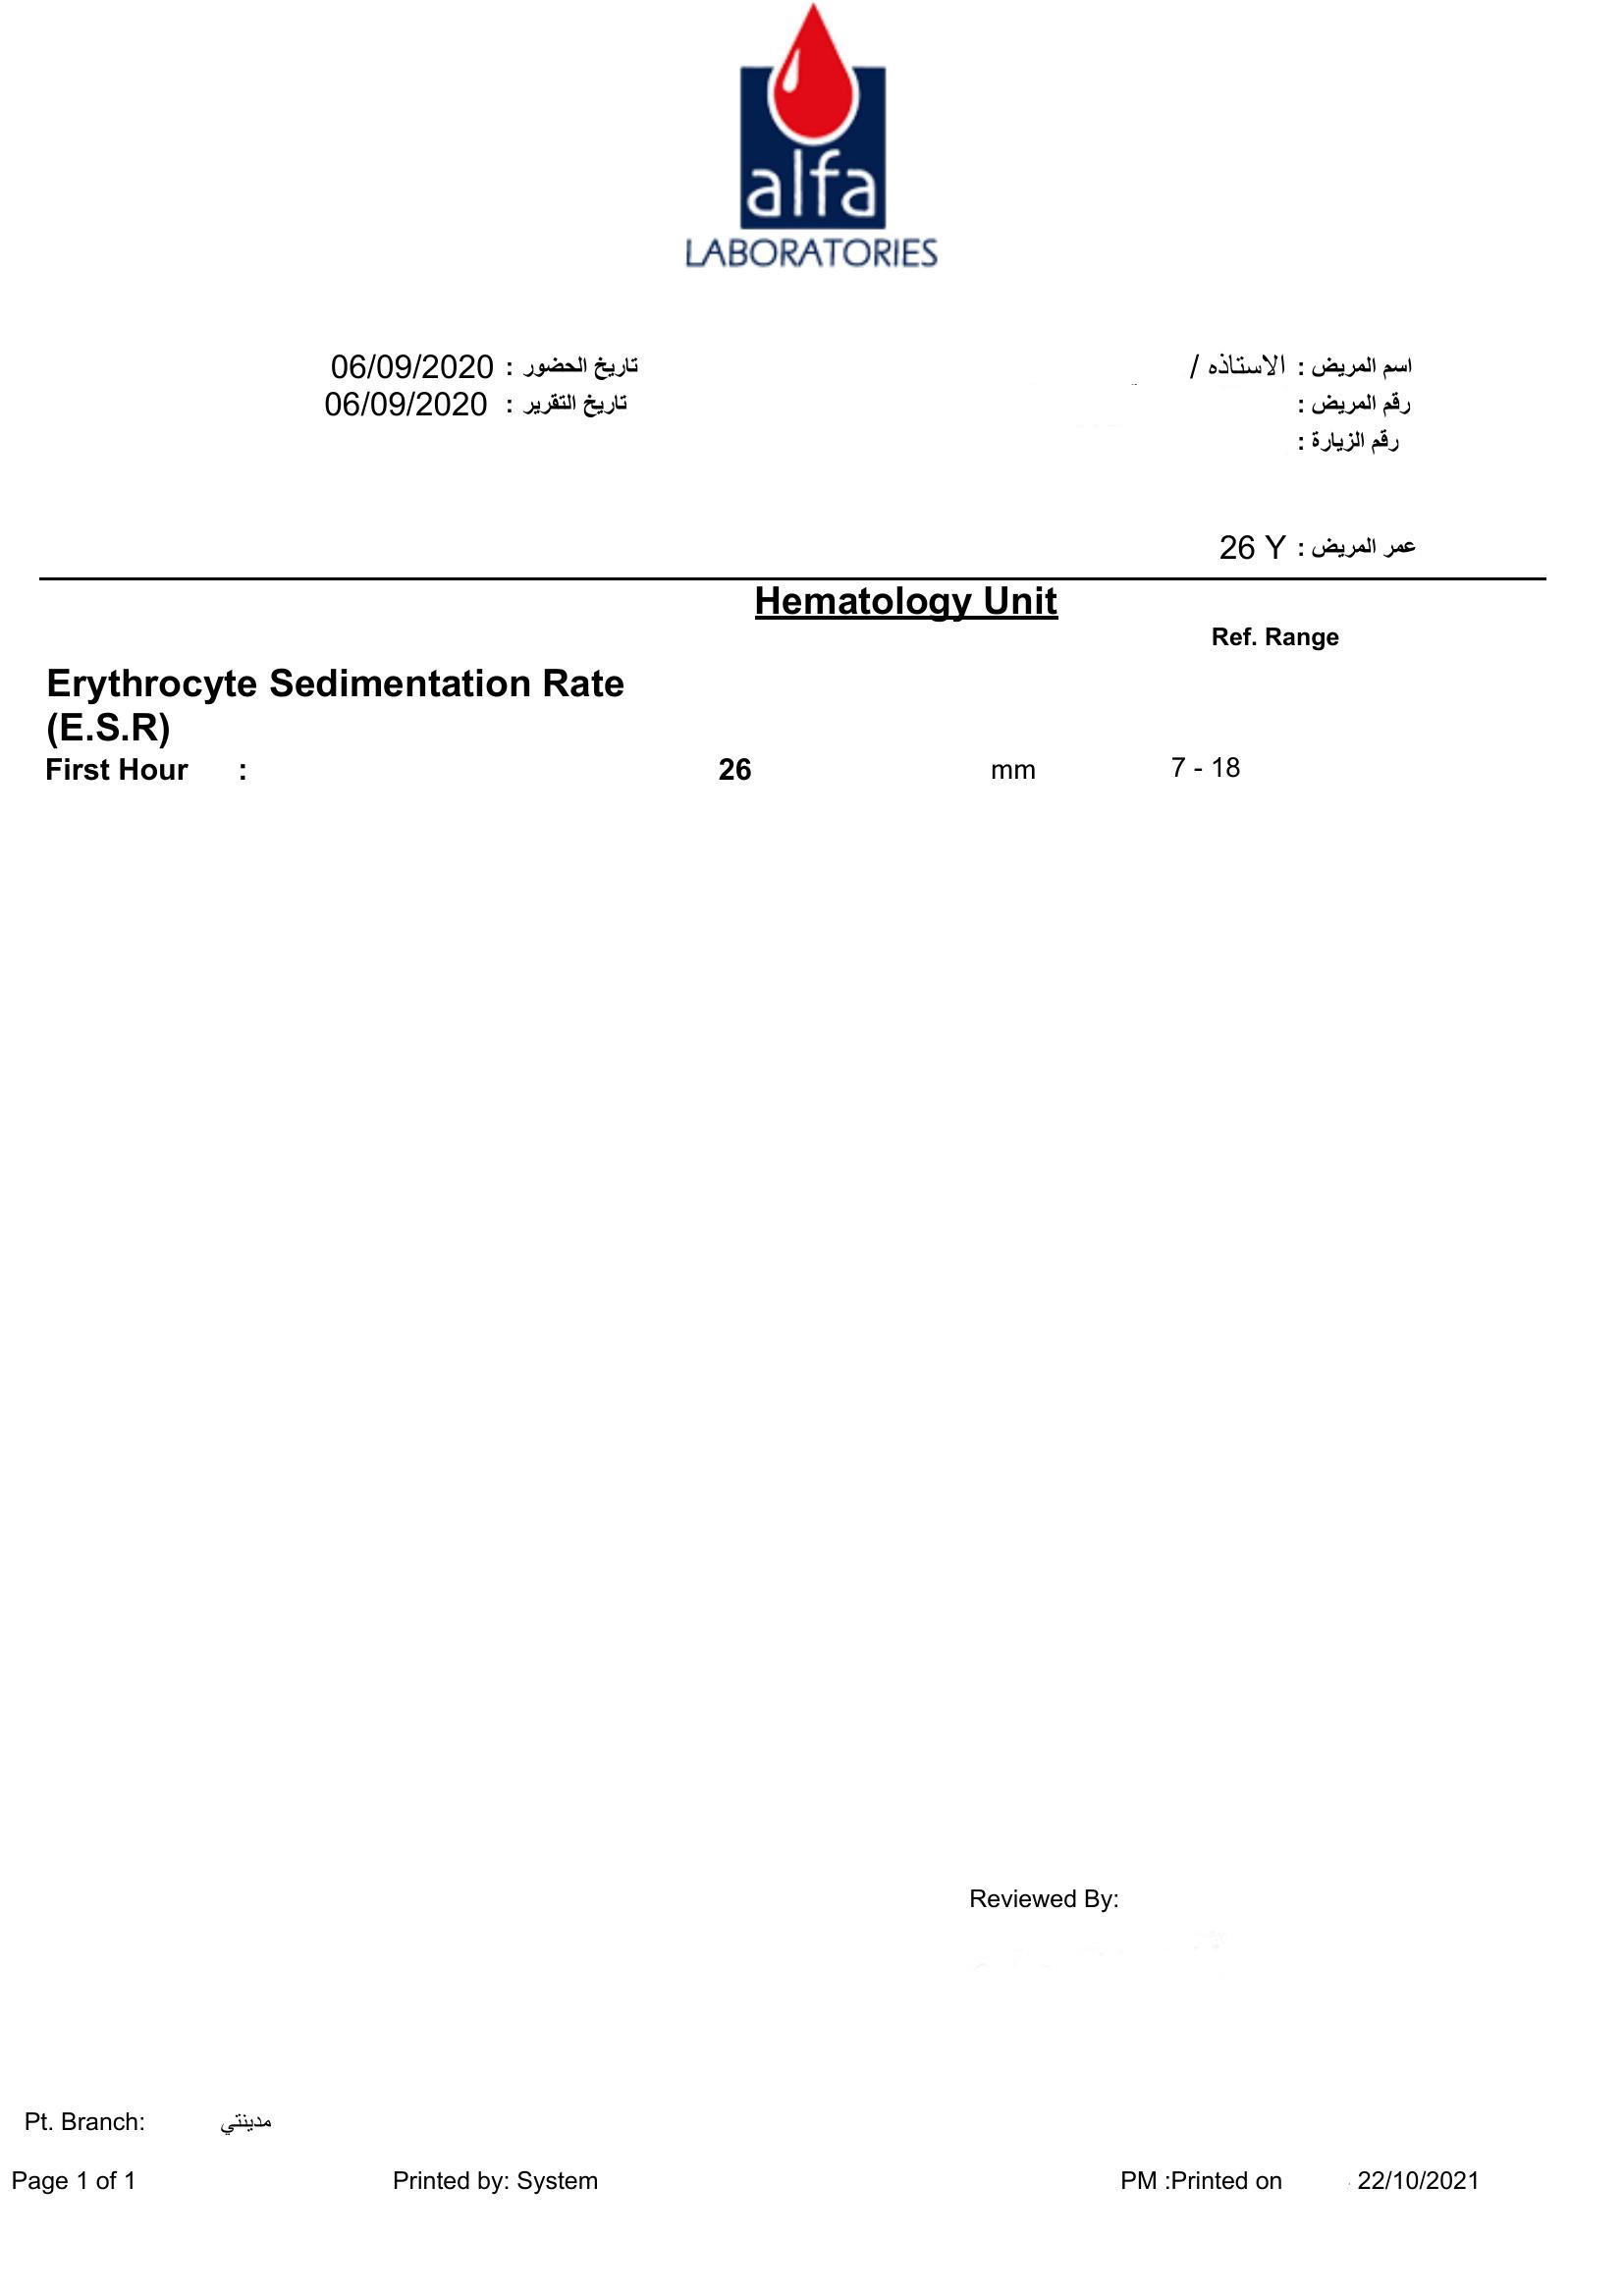 alfa
LABORATORIES
اسم المريض : الاستاذه /
تاريخ الحضور : 06/09/2020
رقم المريض :
تاريخ التقرير : 06/09/2020
رقم الزيارة :
عمر المريض : 26 Y
Hematology Unit
Ref. Range
Erythrocyte Sedimentation Rate
(E.S.R)
First Hour : 26 mm 7 - 18
Reviewed By:
Pt. Branch: مدينتي
Page 1 of 1 Printed by: System PM :Printed on 22/10/2021